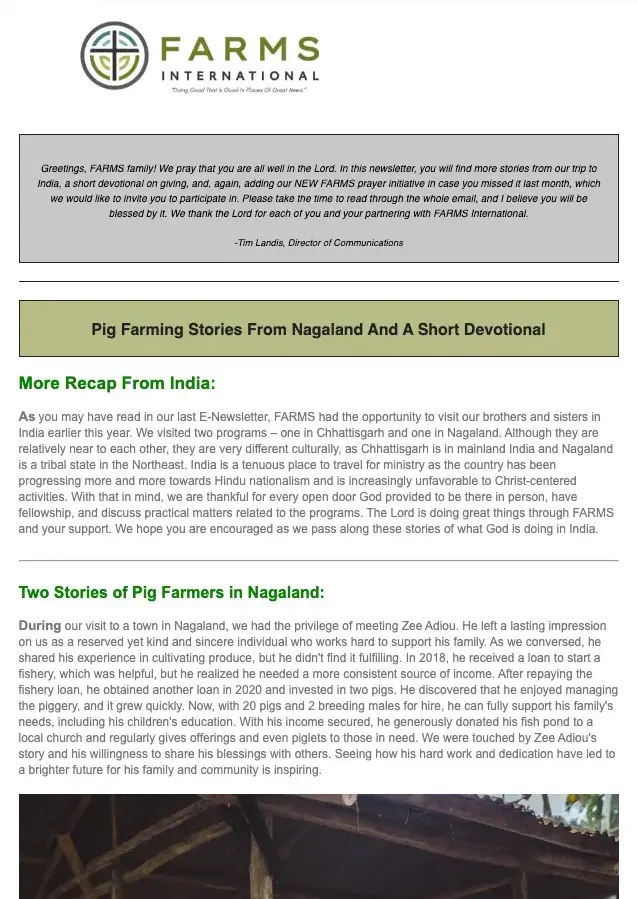 FARMS
INTERNATIONAL
"Doing Good That Is Good In Places Of Great Need."
Greetings, FARMS family! We pray that you are all well in the Lord. In this newsletter, you will find more stories from our trip to
India, a short devotional on giving, and, again, adding our NEW FARMS prayer initiative in case you missed it last month, which
we would like to invite you to participate in. Please take the time to read through the whole email, and I believe you will be
blessed by it. We thank the Lord for each of you and your partnering with FARMS International.
-Tim Landis, Director of Communications
Pig Farming Stories From Nagaland And A Short Devotional
More Recap From India:
As you may have read in our last E-Newsletter, FARMS had the opportunity to visit our brothers and sisters in
India earlier this year. We visited two programs – one in Chhattisgarh and one in Nagaland. Although they are
relatively near to each other, they are very different culturally, as Chhattisgarh is in mainland India and Nagaland
is a tribal state in the Northeast. India is a tenuous place to travel for ministry as the country has been
progressing more and more towards Hindu nationalism and is increasingly unfavorable to Christ-centered
activities. With that in mind, we are thankful for every open door God provided to be there in person, have
fellowship, and discuss practical matters related to the programs. The Lord is doing great things through FARMS
and your support. We hope you are encouraged as we pass along these stories of what God is doing in India.
Two Stories of Pig Farmers in Nagaland:
During our visit to a town in Nagaland, we had the privilege of meeting Zee Adiou. He left a lasting impression
on us as a reserved yet kind and sincere individual who works hard to support his family. As we conversed, he
shared his experience in cultivating produce, but he didn't find it fulfilling. In 2018, he received a loan to start a
fishery, which was helpful, but he realized he needed a more consistent source of income. After repaying the
fishery loan, he obtained another loan in 2020 and invested in two pigs. He discovered that he enjoyed managing
the piggery, and it grew quickly. Now, with 20 pigs and 2 breeding males for hire, he can fully support his family's
needs, including his children's education. With his income secured, he generously donated his fish pond to a
local church and regularly gives offerings and even piglets to those in need. We were touched by Zee Adiou's
story and his willingness to share his blessings with others. Seeing how his hard work and dedication have led to
a brighter future for his family and community is inspiring.